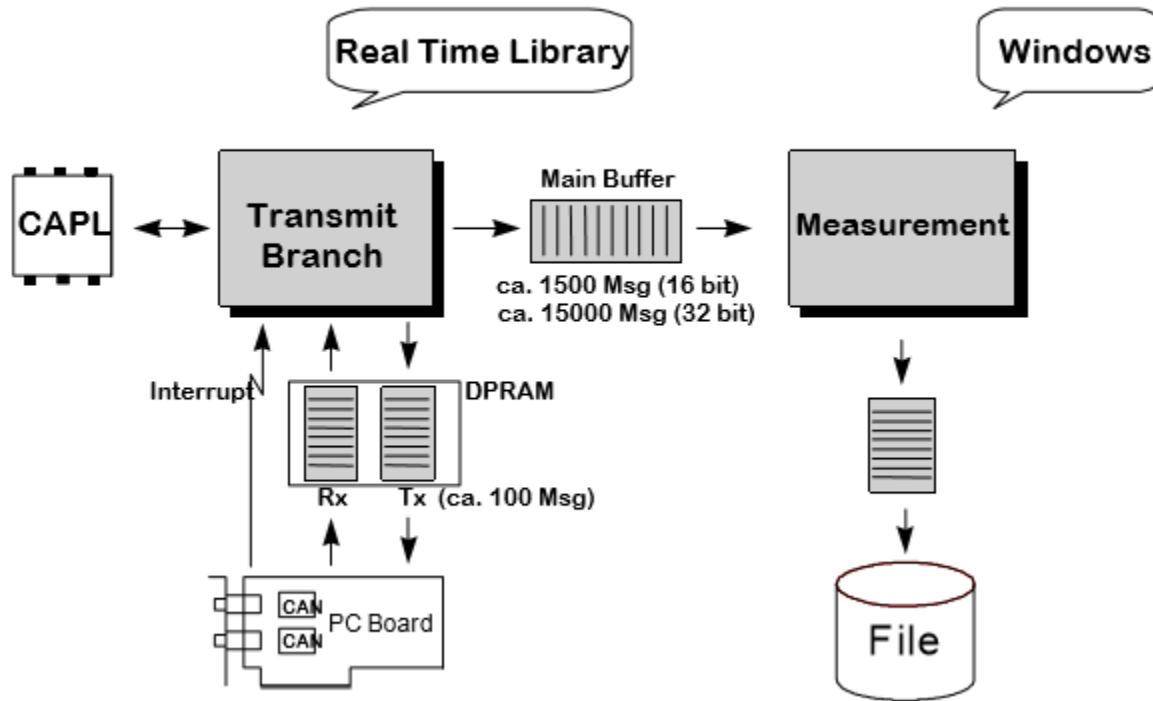 Real Time Library
Windows
CAPL
Transmit
Branch
Main Buffer
Measurement
ca. 1500 Msg (16 bit)
ca. 15000 Msg (32 bit)
Interrupt
DPRAM
Rx
Tx (ca. 100 Msg)
CAN
PC Board
CAN
File